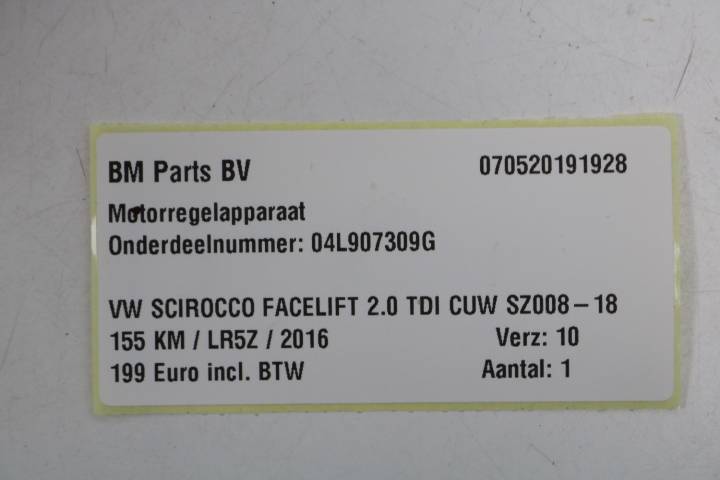 BM Parts BV 070520191928
Motorregelapparaat
Onderdeelnummer: 04L907309G
VW SCIROCCO FACELIFT 2.0 TDI CUW SZ008-18
155 KM / LR5Z / 2016 Verz: 10
199 Euro incl. BTW Aantal: 1